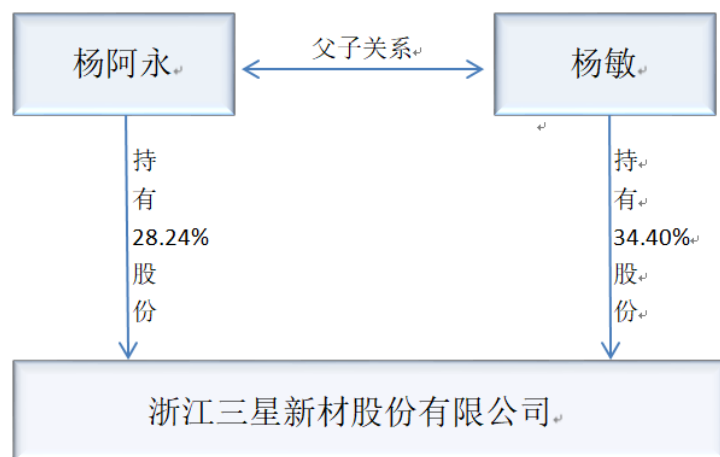 杨阿永
父子关系
杨敏
持
有
28.24%
股
份
持
有
34.40%
股
份
浙江三星新材股份有限公司